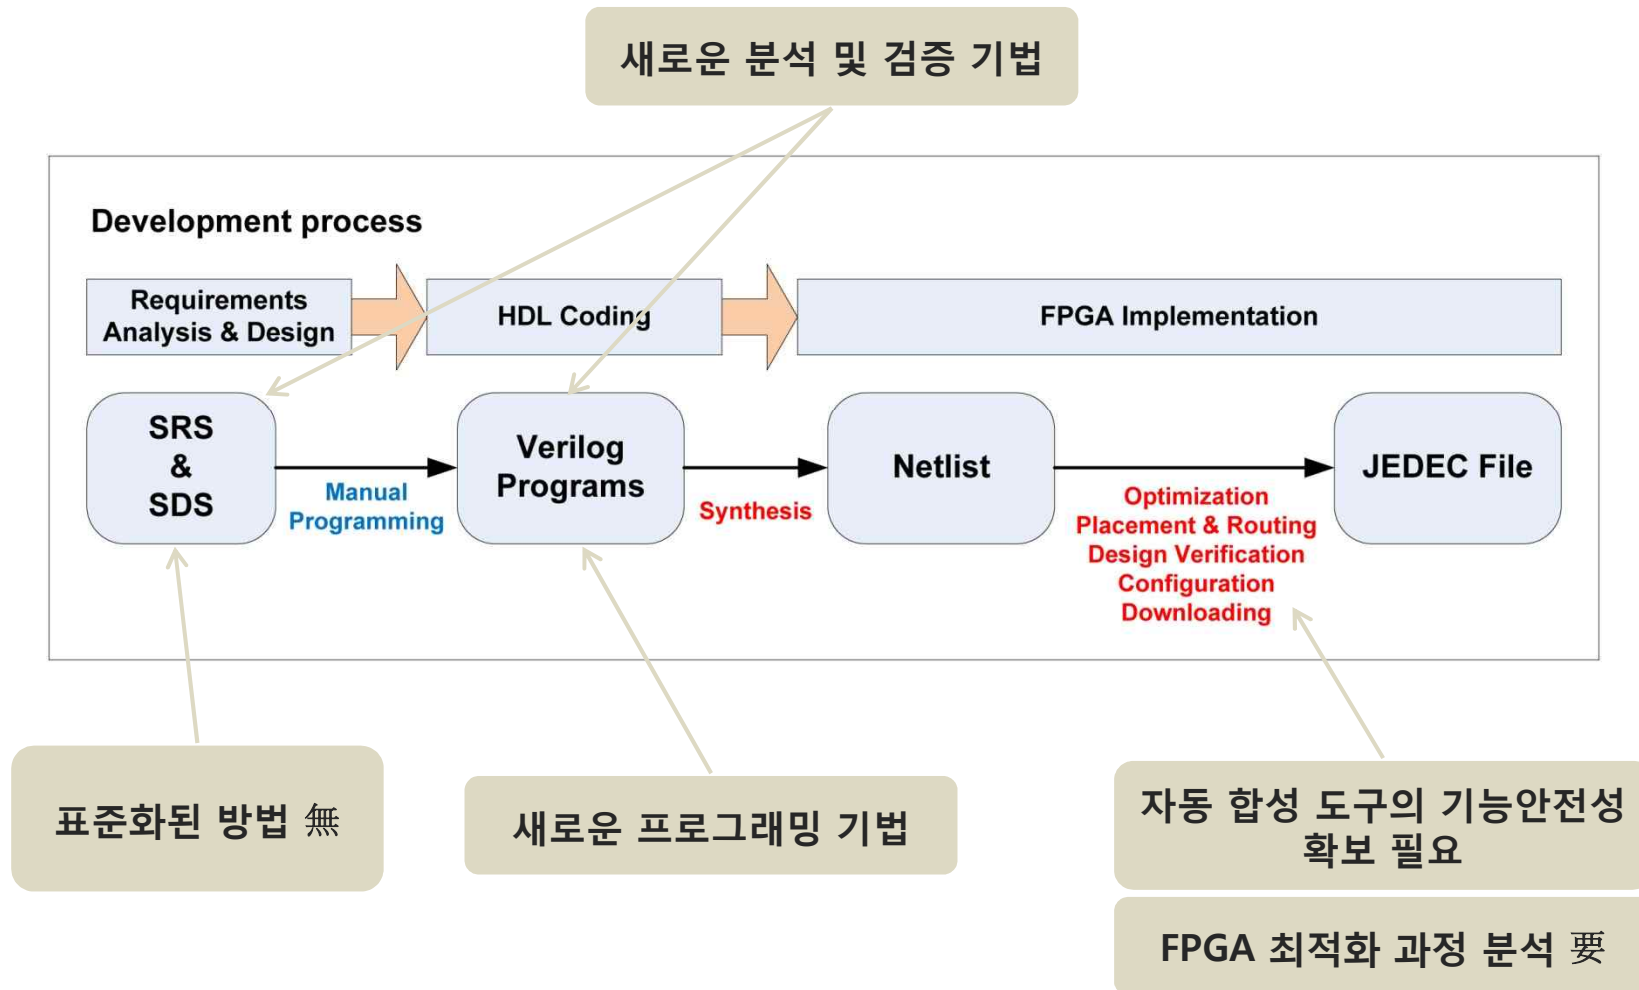 새로운 분석 및 검증 기법
Development process
Requirements
Analysis & Design
HDL Coding
FPGA Implementation
SRS
&
SDS
Manual
Programming
Verilog
Programs
Synthesis
Netlist
Optimization
Placement & Routing
Design Verification
Configuration
Downloading
JEDEC File
표준화된 방법 無
새로운 프로그래밍 기법
자동 합성 도구의 기능안전성
확보 필요
FPGA 최적화 과정 분석 要